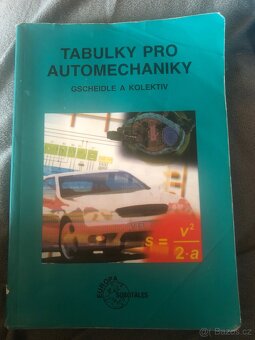 TABULKY PRO
AUTOMECHANIKY
GSCHEIDLE A KOLEKTIV
s = v²
2·a
EUROPA
SOBOTÁLES
Bazos.cz